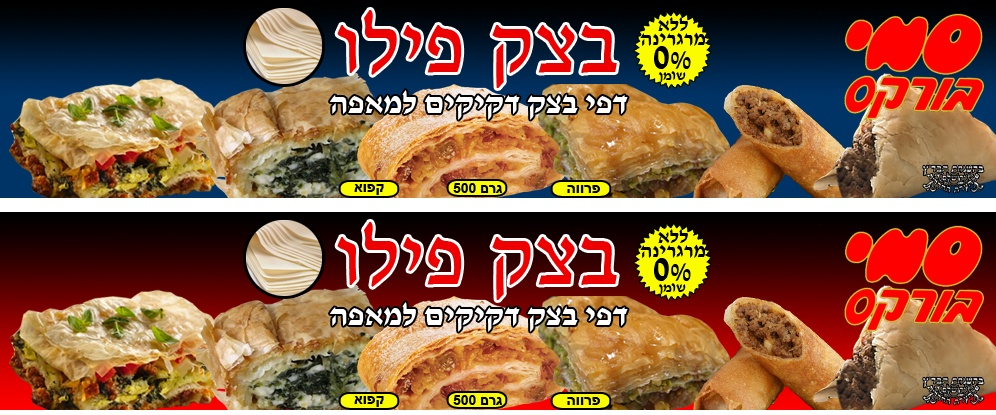 סמי
בורקס
ללא
מרגרינה
0%
שומן
בצק פילו
דפי בצק דקיקים למאפה
פרווה
500 גרם
קפוא
סמי
בורקס
ללא
מרגרינה
0%
שומן
בצק פילו
דפי בצק דקיקים למאפה
פרווה
500 גרם
קפוא